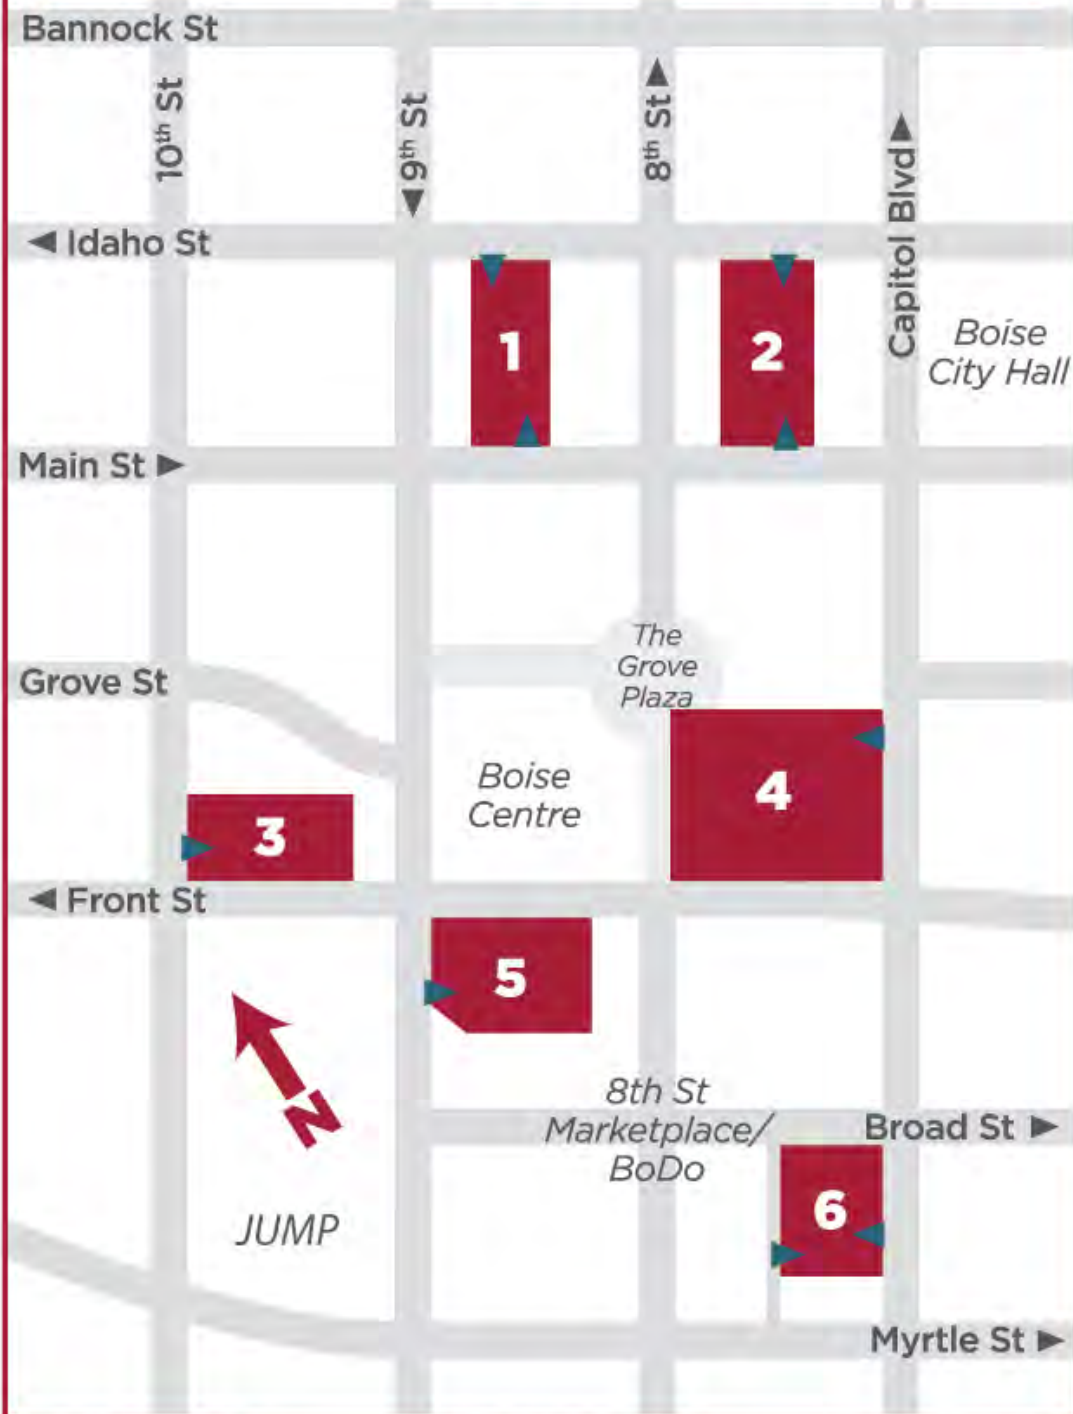 Bannock St
10th St
9th St
8th St
Capitol Blvd
Idaho St
1
2
Boise
City Hall
Main St
The
Grove
Plaza
Grove St
Boise
Centre
4
3
Front St
5
N
8th St
Marketplace/
BoDo
Broad St
6
JUMP
Myrtle St